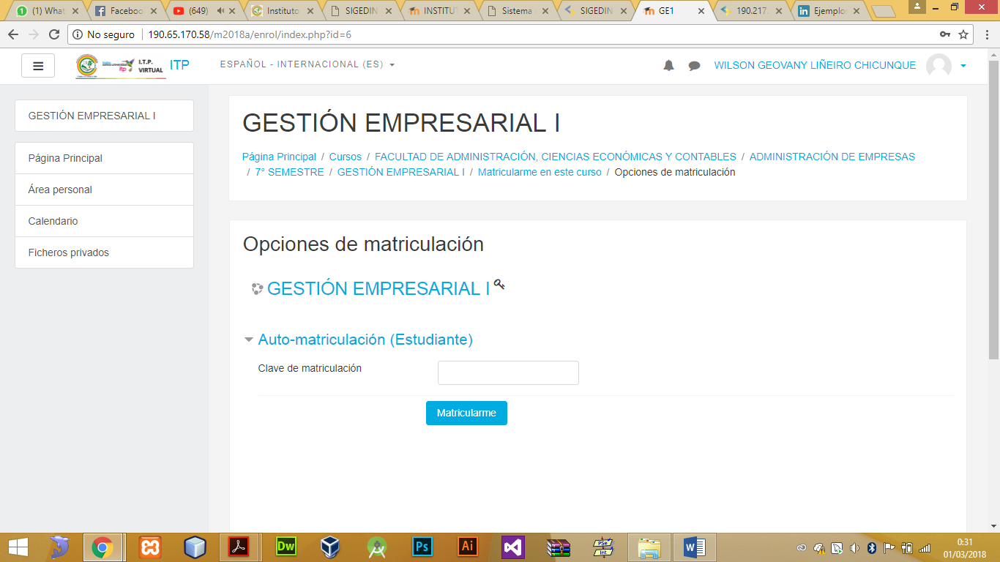 (1) What
Faceboo
(649)
Instituto
SIGEDIN
INSTITU
Sistema
SIGEDIN
GE1
190.217.
Ejemplo
No seguro
190.65.170.58/m2018a/enrol/index.php?id=6
I.T.P.
VIRTUAL
ITP
ESPAÑOL - INTERNACIONAL (ES)
WILSON GEOVANY LIÑEIRO CHICUNQUE
GESTIÓN EMPRESARIAL I
Página Principal
Área personal
Calendario
Ficheros privados
GESTIÓN EMPRESARIAL I
Página Principal / Cursos / FACULTAD DE ADMINISTRACIÓN, CIENCIAS ECONÓMICAS Y CONTABLES / ADMINISTRACIÓN DE EMPRESAS
/ 7° SEMESTRE / GESTIÓN EMPRESARIAL I / Matricularme en este curso / Opciones de matriculación
Opciones de matriculación
GESTIÓN EMPRESARIAL I
Auto-matriculación (Estudiante)
Clave de matriculación
Matricularme
Dw
Ps
Ai
PSe
Int
W
0:31
01/03/2018